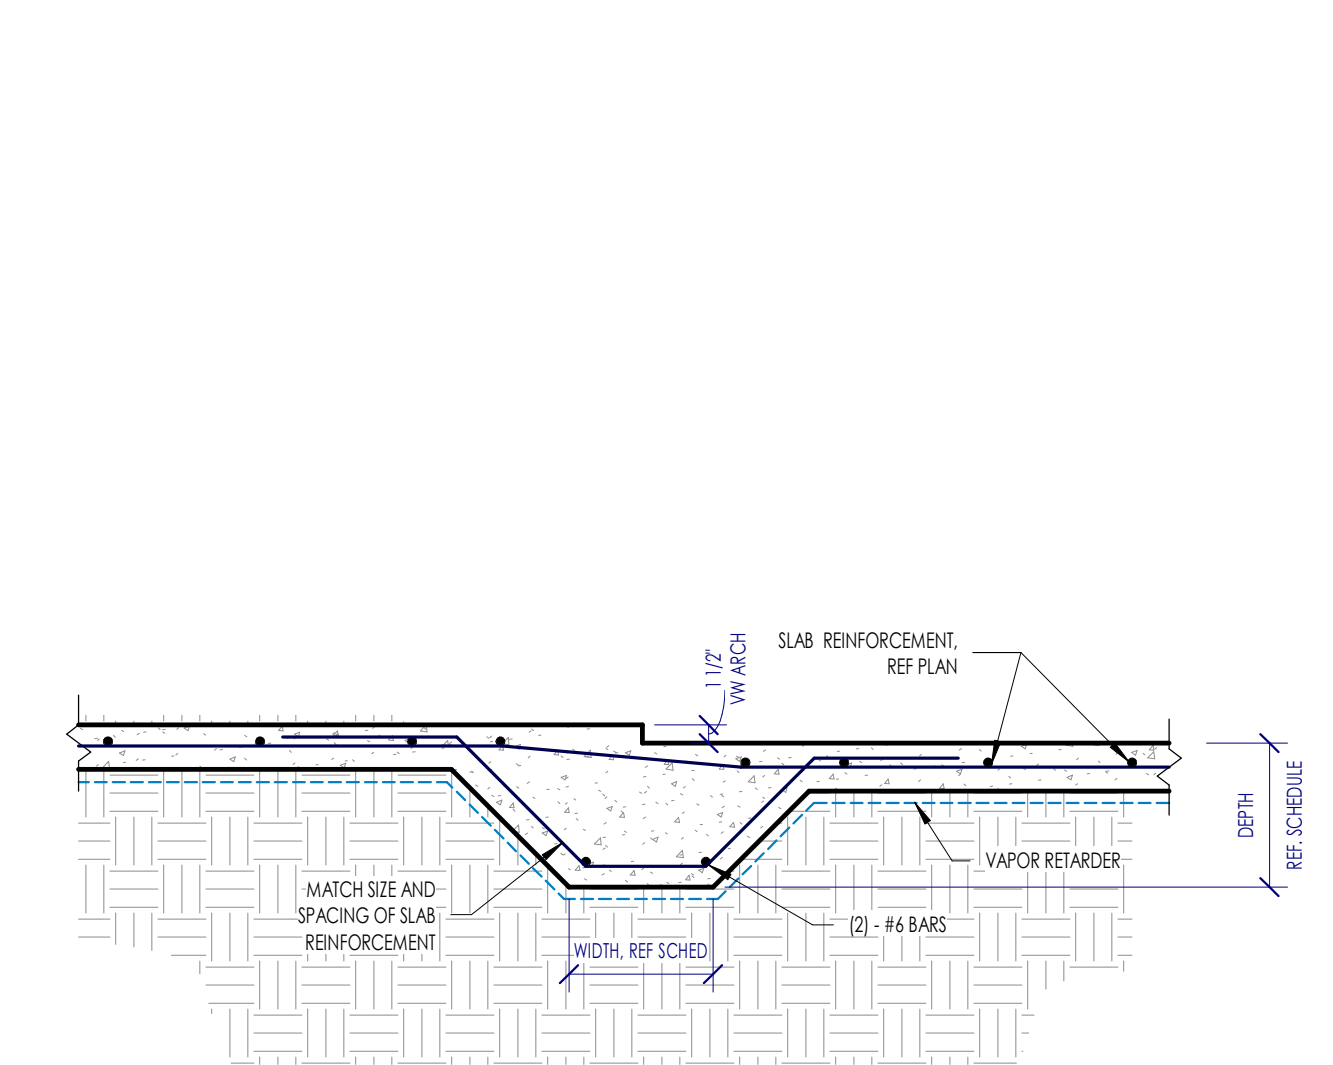 1 1/2"
VW ARCH
SLAB REINFORCEMENT,
REF PLAN
DEPTH
REF. SCHEDULE
VAPOR RETARDER
MATCH SIZE AND
SPACING OF SLAB
REINFORCEMENT
(2) - #6 BARS
WIDTH, REF SCHED